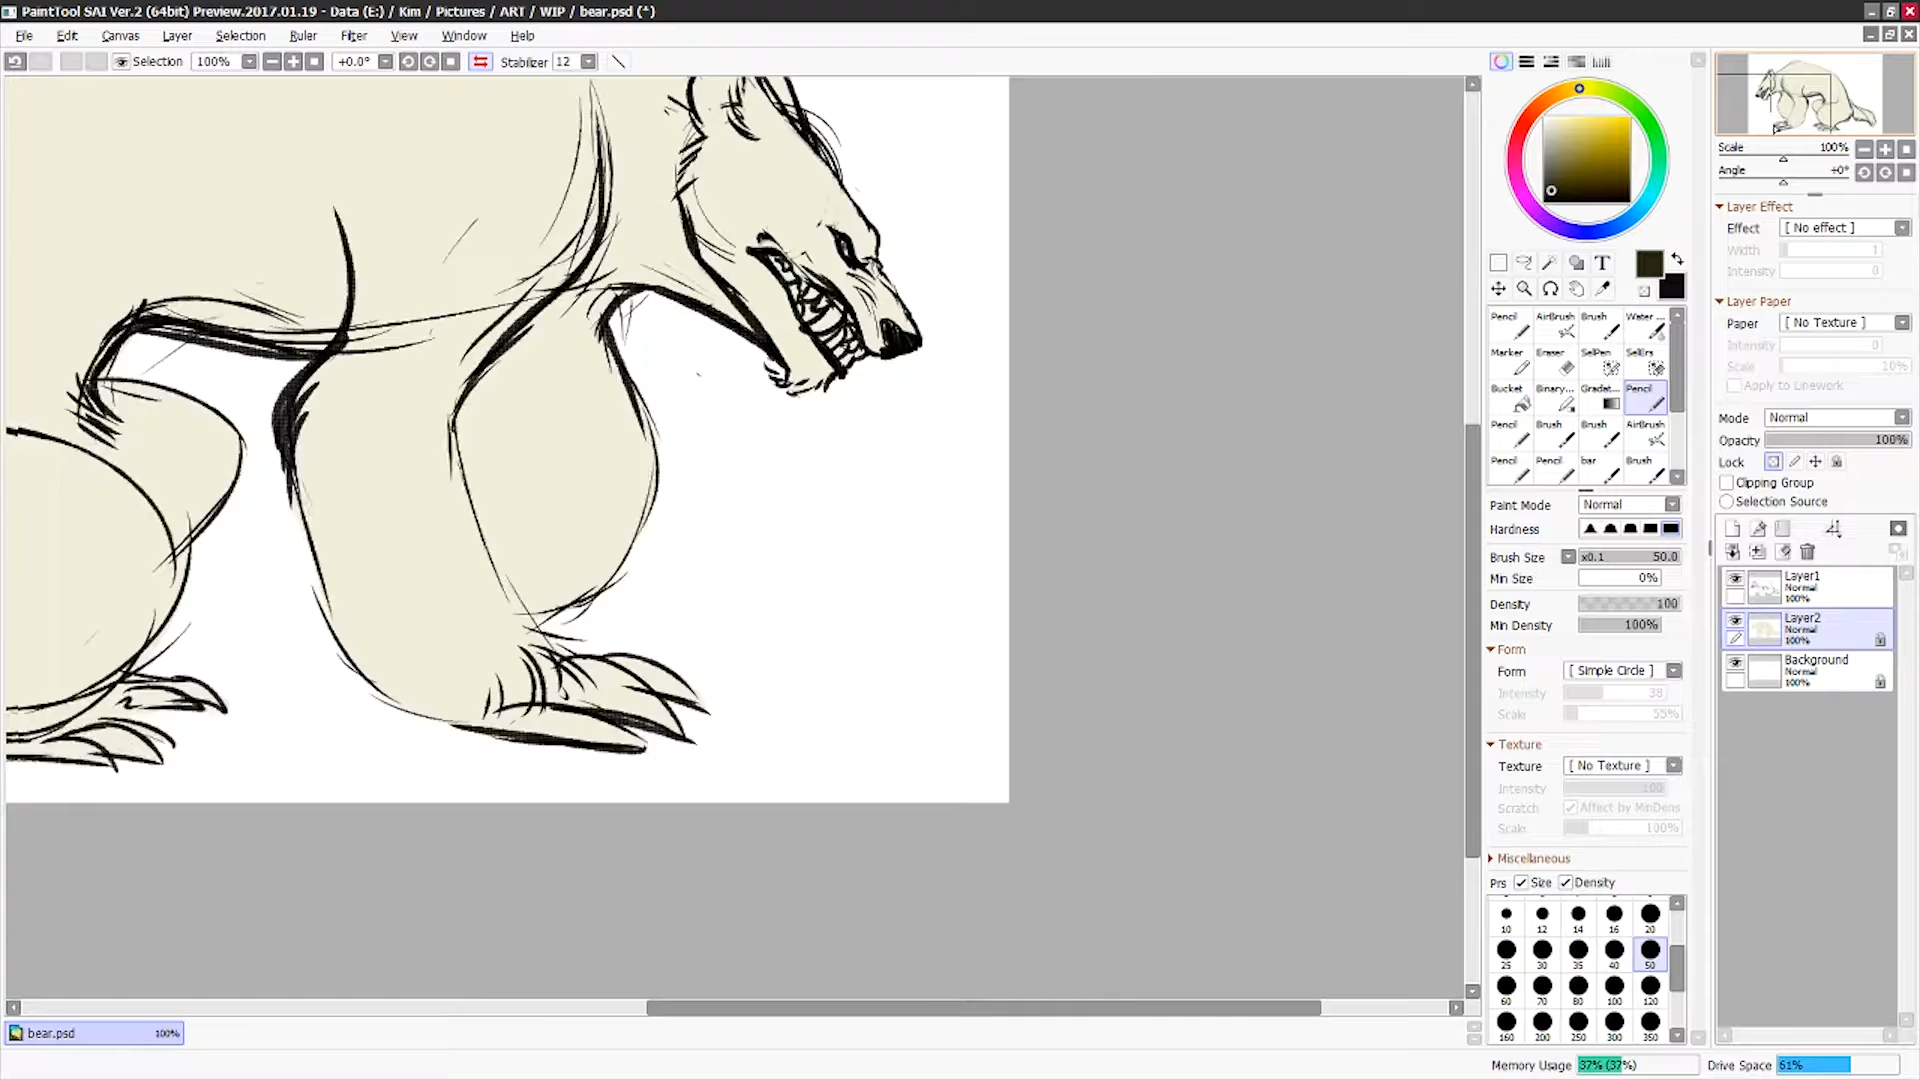 PaintTool SAI Ver.2 (64bit) Preview.2017.01.19 - Data (E:) / Kim / Pictures / ART / WIP / bear.psd (*)
File Edit Canvas Layer Selection Ruler Filter View Window Help
Selection 100% +0.0° Stabilizer 12
Scale 100%
Angle +0°
Layer Effect
Effect [ No effect ]
Width 1
Intensity 0
Layer Paper
Paper [ No Texture ]
Intensity 0
Scale 10%
Apply to Linework
Mode Normal
Opacity 100%
Lock
Clipping Group
Selection Source
Layer1
Normal
100%
Layer2
Normal
100%
Background
Normal
100%
T
Pencil AirBrush Brush Water ...
Marker Eraser SelPen SelErs
Bucket Binary... Gradat... Pencil
Pencil Brush Brush AirBrush
Pencil Pencil bar Brush
Paint Mode Normal
Hardness
Brush Size x0.1 50.0
Min Size 0%
Density 100
Min Density 100%
Form
Form [ Simple Circle ]
Intensity 38
Scale 55%
Texture
Texture [ No Texture ]
Intensity 100
Scratch Affect by MinDens
Scale 100%
Miscellaneous
Prs Size Density
10 12 14 16 20
25 30 35 40 50
60 70 80 100 120
160 200 250 300 350
bear.psd 100%
Memory Usage 37% (37%) Drive Space 61%